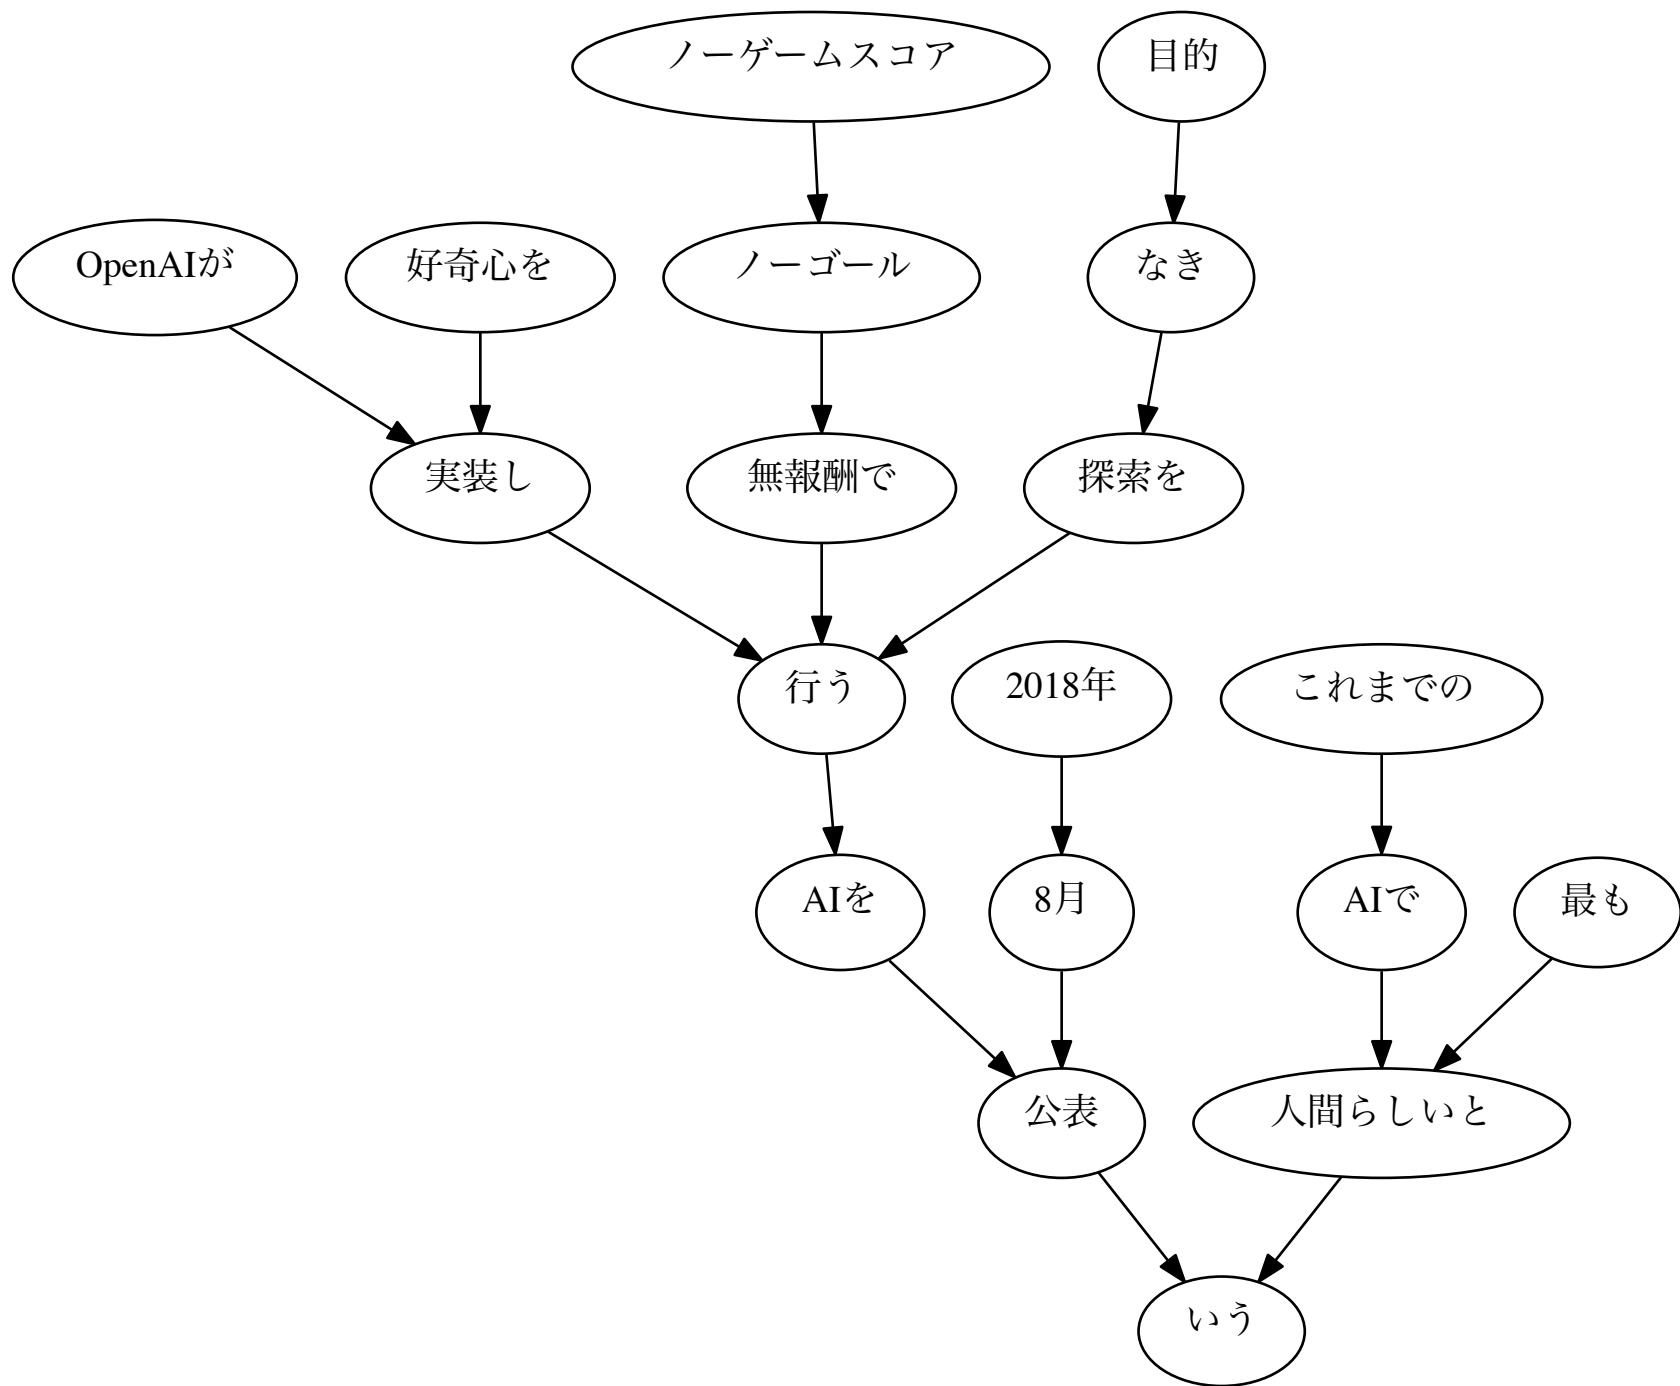 ノーゲームスコア
目的
OpenAIが
好奇心を
ノーゴール
なき
実装し
無報酬で
探索を
行う
2018年
これまでの
AIを
8月
AIで
最も
公表
人間らしいと
いう